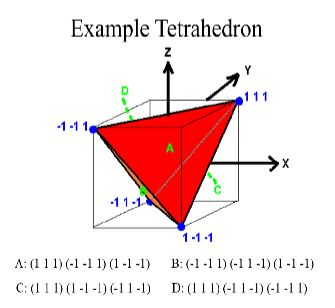 Example Tetrahedron
Z
Y
D
1 1 1
-1 -1 1
A
X
B
-1 1 -1
C
1 -1 -1
A: (1 1 1) (-1 -1 1) (1 -1 -1) B: (-1 -1 1) (-1 1 -1) (1 -1 -1)
C: (1 1 1) (1 -1 -1) (-1 1 -1) D: (1 1 1) (-1 1 -1) (-1 -1 1)